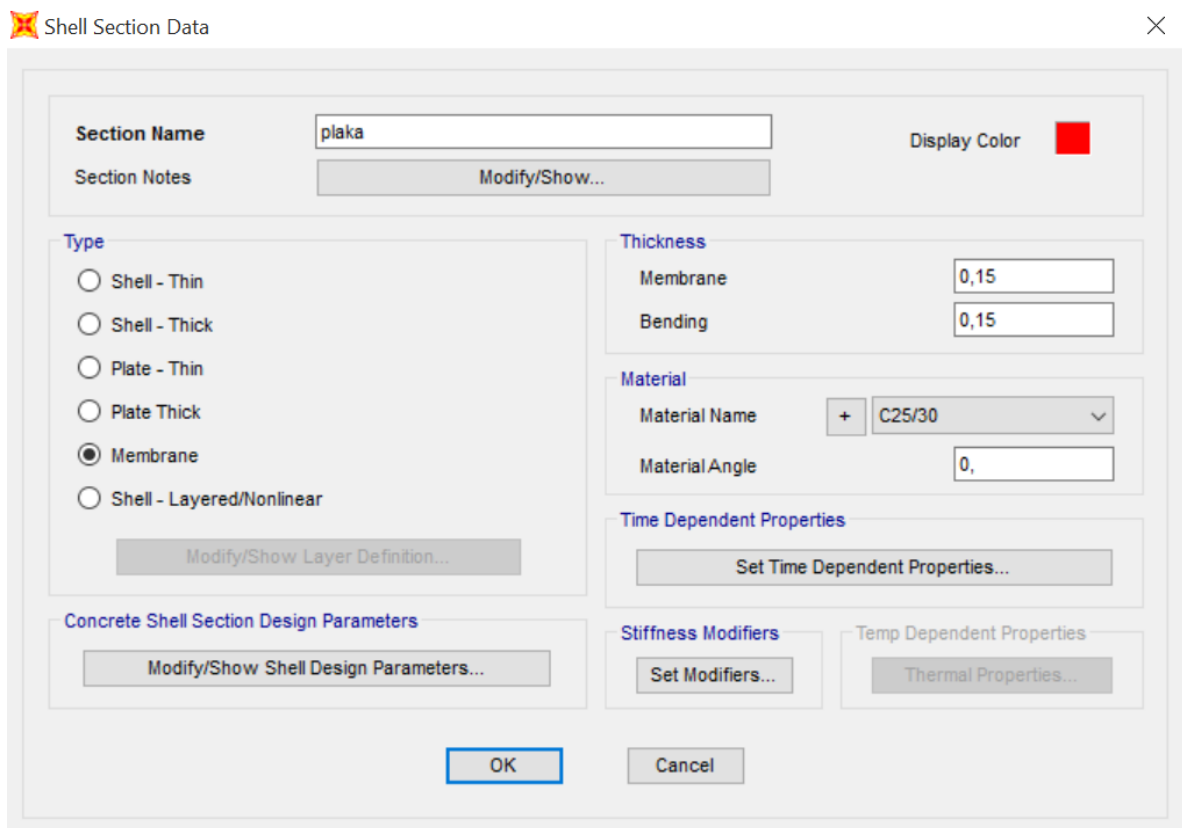 Shell Section Data
Section Name
plaka
Display Color
Section Notes
Modify/Show...
Type
Shell - Thin
Shell - Thick
Plate - Thin
Plate Thick
Membrane
Shell - Layered/Nonlinear
Modify/Show Layer Definition...
Thickness
Membrane
0,15
Bending
0,15
Material
Material Name
+
C25/30
Material Angle
0,
Time Dependent Properties
Set Time Dependent Properties...
Concrete Shell Section Design Parameters
Modify/Show Shell Design Parameters...
Stiffness Modifiers
Set Modifiers...
Temp Dependent Properties
Thermal Properties...
OK
Cancel